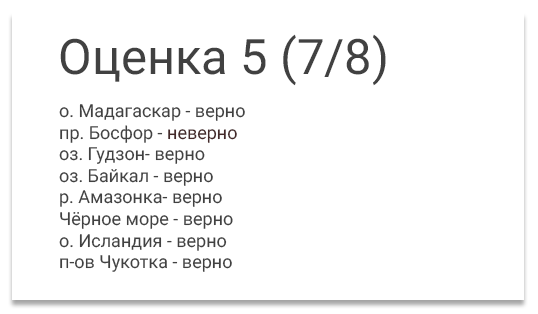 Оценка 5 (7/8)
о. Мадагаскар - верно
пр. Босфор - неверно
оз. Гудзон- верно
оз. Байкал - верно
р. Амазонка- верно
Чёрное море - верно
о. Исландия - верно
п-ов Чукотка - верно